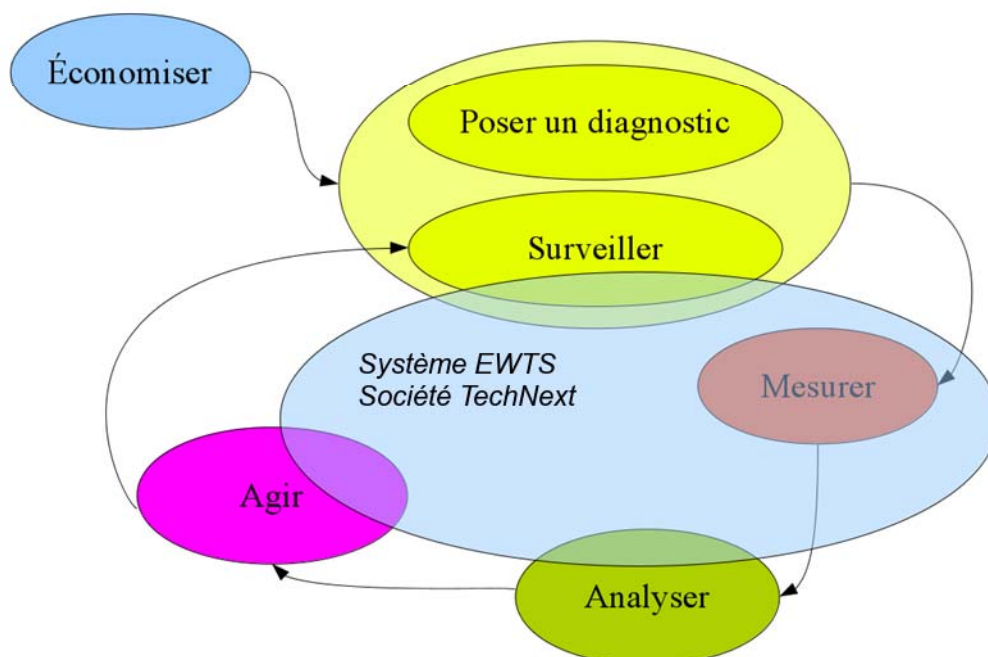 Économiser
Poser un diagnostic
Surveiller
Système EWTS
Société TechNext
Mesurer
Agir
Analyser